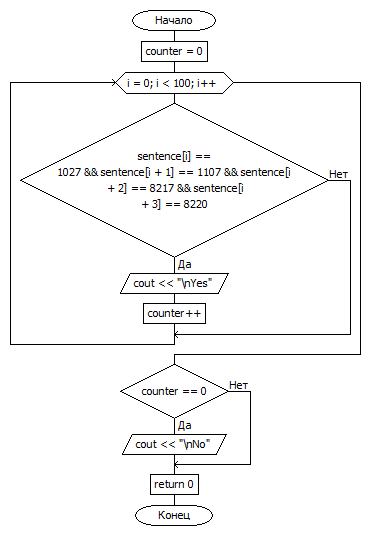 Начало
counter = 0
i = 0; i < 100; i++
sentence[i] ==
1027 && sentence[i + 1] == 1107 && sentence[i
+ 2] == 8217 && sentence[i
+ 3] == 8220
Нет
Да
cout << "\nYes"
counter++
counter == 0
Нет
Да
cout << "\nNo"
return 0
Конец